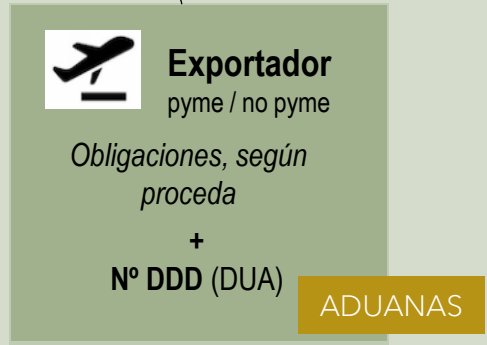 Exportador
pyme / no pyme
Obligaciones, según
proceda
+
Nº DDD (DUA)
ADUANAS